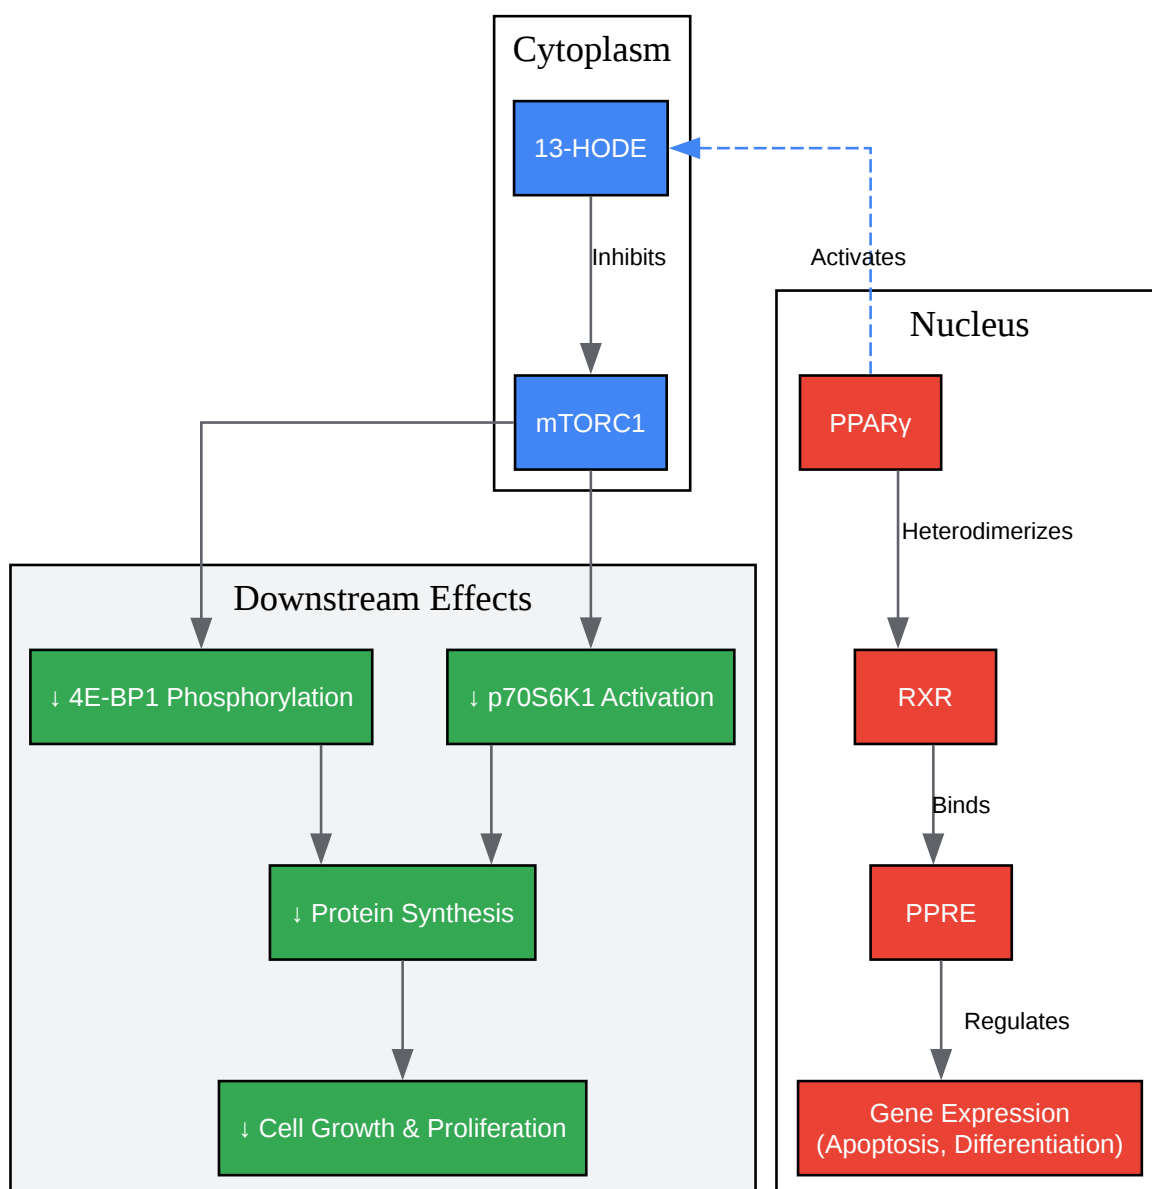 Cytoplasm
13-HODE
Inhibits
Activates
Nucleus
mTORC1
PPARγ
Heterodimerizes
Downstream Effects
↓ 4E-BP1 Phosphorylation
↓ p70S6K1 Activation
RXR
Binds
↓ Protein Synthesis
PPRE
Regulates
↓ Cell Growth & Proliferation
Gene Expression
(Apoptosis, Differentiation)